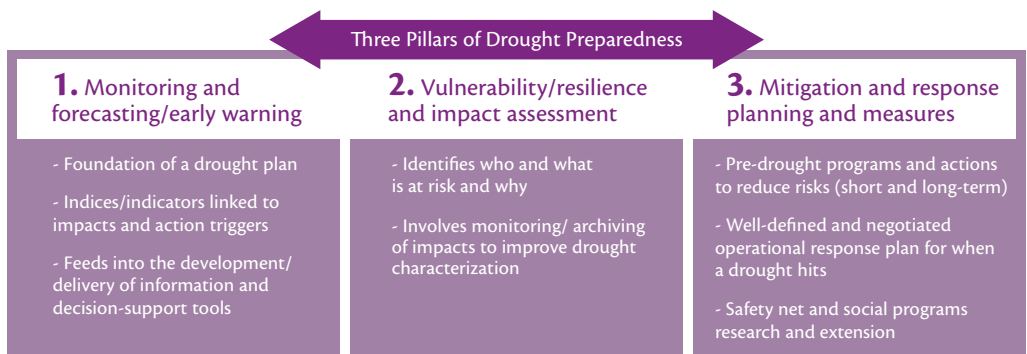 Three Pillars of Drought Preparedness
1. Monitoring and
forecasting/early warning
- Foundation of a drought plan
- Indices/indicators linked to
impacts and action triggers
- Feeds into the development/
delivery of information and
decision-support tools
2. Vulnerability/resilience
and impact assessment
- Identifies who and what
is at risk and why
- Involves monitoring/ archiving
of impacts to improve drought
characterization
3. Mitigation and response
planning and measures
- Pre-drought programs and actions
to reduce risks (short and long-term)
- Well-defined and negotiated
operational response plan for when
a drought hits
- Safety net and social programs
research and extension